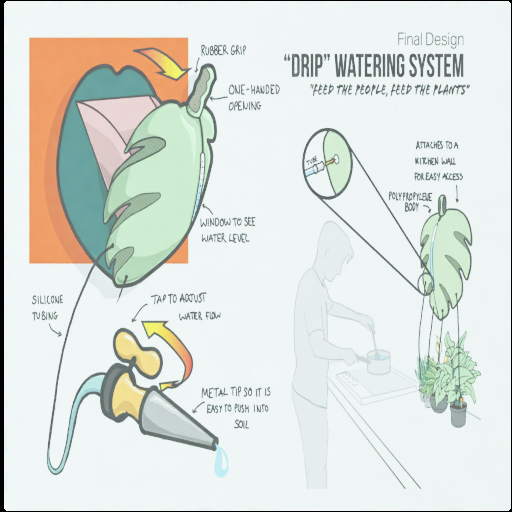 Final Design
"DRIP" WATERING SYSTEM
"FEED THE PEOPLE, FEED THE PLANTS"
RUBBER GRIP
ONE-HANDED
OPENING
WINDOW TO SEE
WATER LEVEL
SILICONE
TUBING
TAP TO ADJUST
WATER FLOW
METAL TIP SO IT IS
EASY TO PUSH INTO
SOIL
TUBE
ATTACHES TO A
KITCHEN WALL
FOR EASY ACCESS
POLYPROPYLENE
BODY